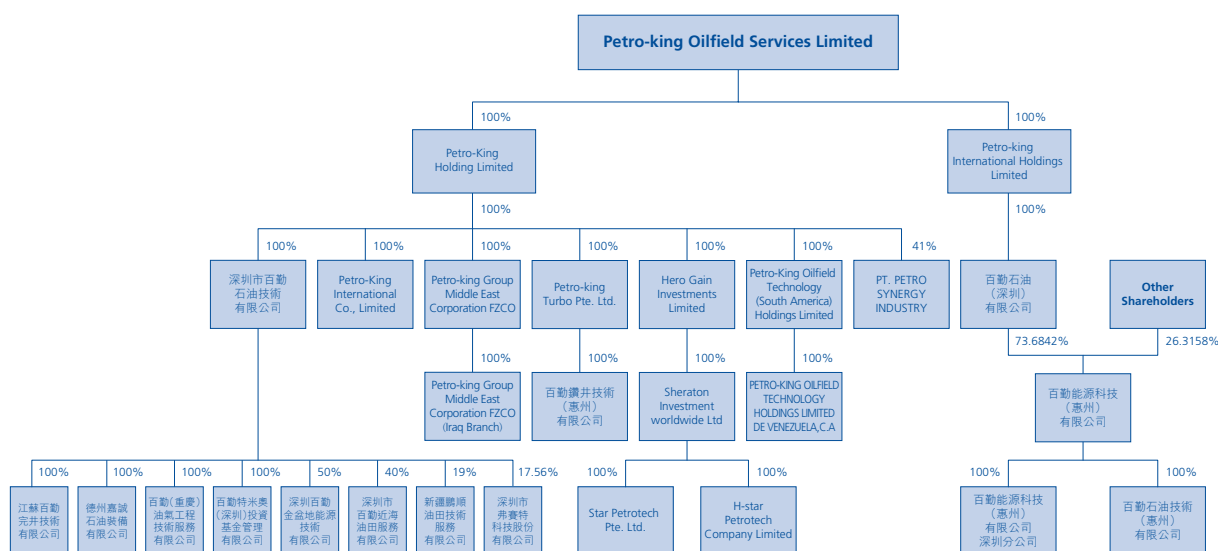 Petro-king Oilfield Services Limited
100%
100%
Petro-King
Holding Limited
Petro-king
International Holdings
Limited
100%
100%
100%
100%
100%
100%
100%
100%
41%
深圳市百勤
石油技術
有限公司
Petro-King
International
Co., Limited
Petro-king Group
Middle East
Corporation FZCO
Petro-king
Turbo Pte. Ltd.
Hero Gain
Investments
Limited
Petro-King Oilfield
Technology
(South America)
Holdings Limited
PT. PETRO
SYNERGY
INDUSTRY
百勤石油
（深圳）
有限公司
Other
Shareholders
73.6842%
26.3158%
100%
100%
100%
100%
Petro-king Group
Middle East
Corporation FZCO
(Iraq Branch)
百勤鑽井技術
（惠州）
有限公司
Sheraton
Investment
worldwide Ltd
PETRO-KING OILFIELD
TECHNOLOGY
HOLDINGS LIMITED
DE VENEZUELA,C.A
百勤能源科技
（惠州）
有限公司
100%
100%
100%
100%
50%
40%
19%
17.56%
100%
100%
100%
100%
江蘇百勤
完井技術
有限公司
德州嘉誠
石油裝備
有限公司
百勤(重慶)
油氣工程
技術服務
有限公司
百勤特米奧
(深圳)投資
基金管理
有限公司
深圳百勤
金盆地能源
技術
有限公司
深圳市
百勤近海
油田服務
有限公司
新疆鵬順
油田技術
服務
有限公司
深圳市
弗賽特
科技股份
有限公司
Star Petrotech
Pte. Ltd.
H-star
Petrotech
Company Limited
百勤能源科技
（惠州）
有限公司
深圳分公司
百勤石油技術
（惠州）
有限公司